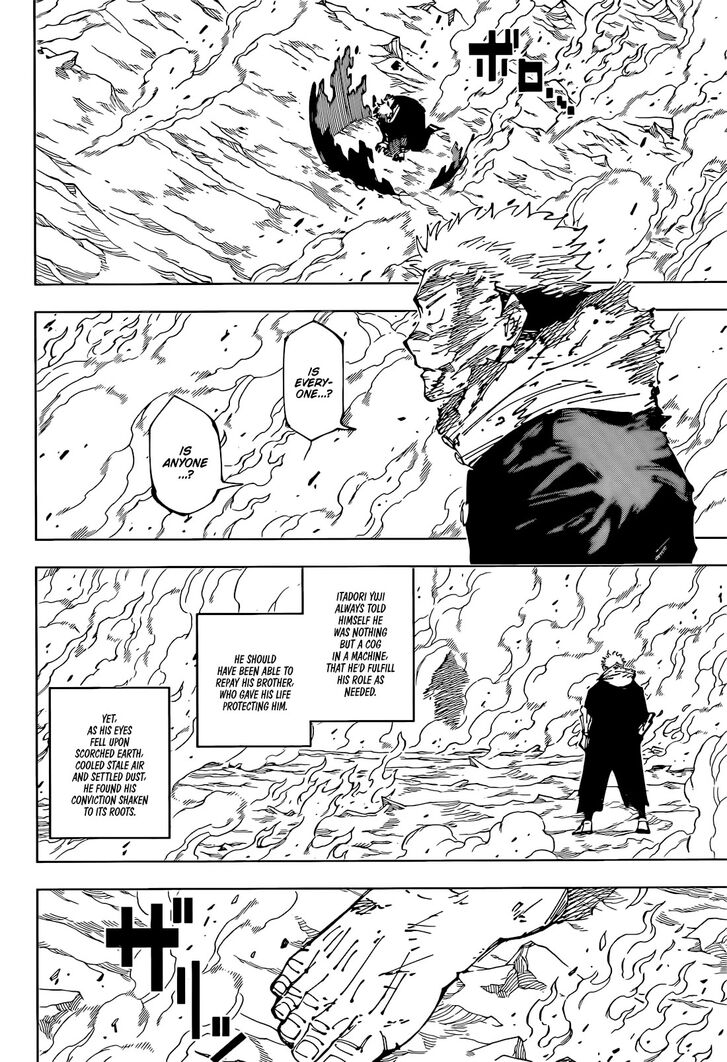 ボロ...
IS
EVERY-
ONE...?
IS
ANYONE
...?
ITADORI YUJI
ALWAYS TOLD
HIMSELF HE
WAS NOTHING
BUT A COG
IN A MACHINE,
THAT HE'D FULFILL
HIS ROLE AS
NEEDED.
HE SHOULD
HAVE BEEN ABLE TO
REPAY HIS BROTHER,
WHO GAVE HIS LIFE
PROTECTING HIM.
YET,
AS HIS EYES
FELL UPON
SCORCHED EARTH,
COOLED STALE AIR
AND SETTLED DUST,
HE FOUND HIS
CONVICTION SHAKEN
TO ITS ROOTS.
ザリ